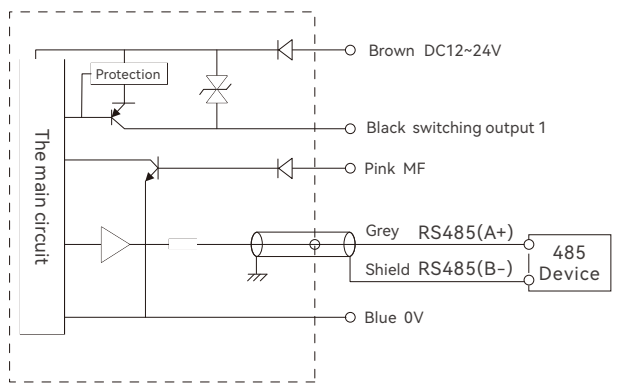 Brown DC12~24V
Protection
Black switching output 1
The main circuit
Pink MF
Grey RS485(A+)
485
Device
Shield RS485(B-)
Blue 0V